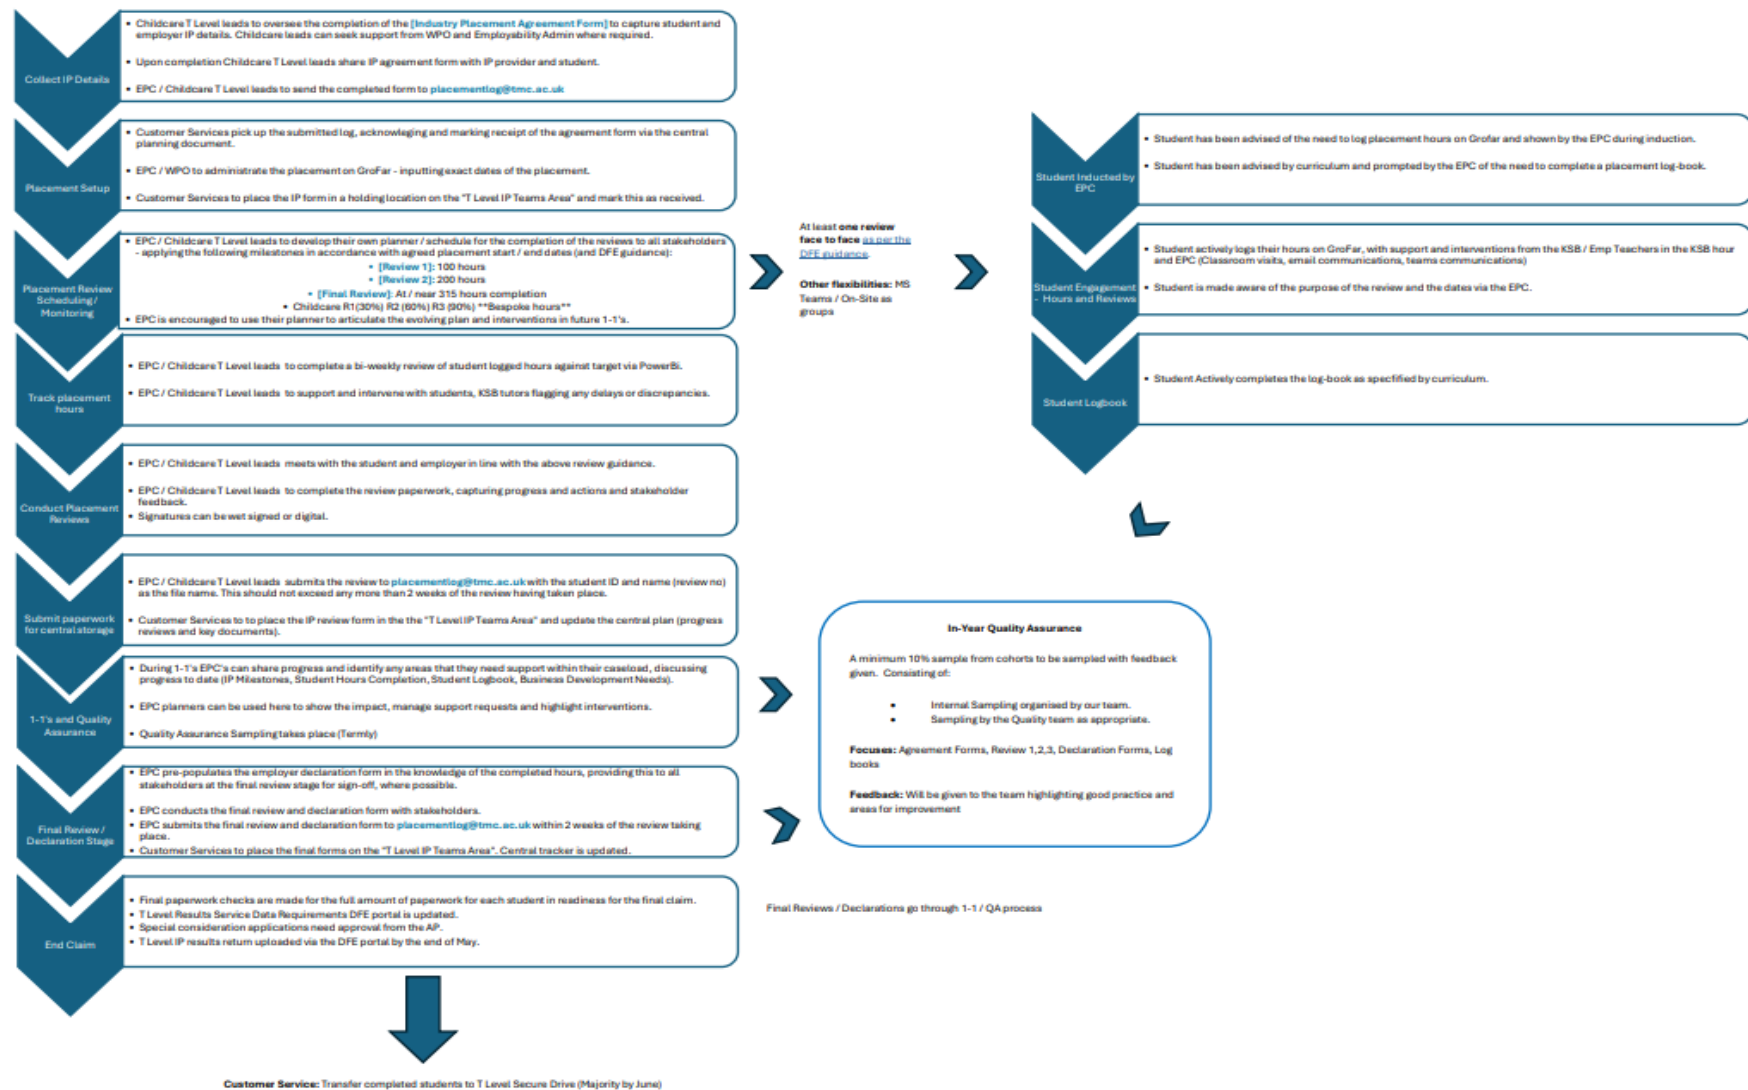 Collect IP Details
• Childcare T Level leads to oversee the completion of the [Industry Placement Agreement Form] to capture student and
employer IP details. Childcare leads can seek support from WPO and Employability Admin where required.
• Upon completion Childcare T Level leads share IP agreement form with IP provider and student.
• EPC / Childcare T Level leads to send the completed form to placementlog@tmc.ac.uk
Placement Setup
• Customer Services pick up the submitted log, acknowleging and marking receipt of the agreement form via the central
planning document.
• EPC / WPO to administrate the placement on GroFar - inputting exact dates of the placement.
• Customer Services to place the IP form in a holding location on the "T Level IP Teams Area" and mark this as received.
Placement Review
Scheduling /
Monitoring
• EPC / Childcare T Level leads to develop their own planner / schedule for the completion of the reviews to all stakeholders
- applying the following milestones in accordance with agreed placement start / end dates (and DFE guidance):
• [Review 1]: 100 hours
• [Review 2]: 200 hours
• [Final Review]: At / near 315 hours completion
• Childcare R1(30%) R2 (60%) R3 (90%) **Bespoke hours**
• EPC is encouraged to use their planner to articulate the evolving plan and interventions in future 1-1's.
At least one review
face to face as per the
DFE guidance.
Other flexibilities: MS
Teams / On-Site as
groups
Track placement
hours
• EPC / Childcare T Level leads to complete a bi-weekly review of student logged hours against target via PowerBi.
• EPC / Childcare T Level leads to support and intervene with students, KSB tutors flagging any delays or discrepancies.
Conduct Placement
Reviews
• EPC / Childcare T Level leads meets with the student and employer in line with the above review guidance.
• EPC / Childcare T Level leads to complete the review paperwork, capturing progress and actions and stakeholder
feedback.
• Signatures can be wet signed or digital.
Submit paperwork
for central storage
• EPC / Childcare T Level leads submits the review to placementlog@tmc.ac.uk with the student ID and name (review no)
as the file name. This should not exceed any more than 2 weeks of the review having taken place.
• Customer Services to to place the IP review form in the the "T Level IP Teams Area" and update the central plan (progress
reviews and key documents).
1-1's and Quality
Assurance
• During 1-1's EPC's can share progress and identify any areas that they need support within their caseload, discussing
progress to date (IP Milestones, Student Hours Completion, Student Logbook, Business Development Needs).
• EPC planners can be used here to show the impact, manage support requests and highlight interventions.
• Quality Assurance Sampling takes place (Termly)
Final Review /
Declaration Stage
• EPC pre-populates the employer declaration form in the knowledge of the completed hours, providing this to all
stakeholders at the final review stage for sign-off, where possible.
• EPC conducts the final review and declaration form with stakeholders.
• EPC submits the final review and declaration form to placementlog@tmc.ac.uk within 2 weeks of the review taking
place.
• Customer Services to place the final forms on the "T Level IP Teams Area". Central tracker is updated.
End Claim
• Final paperwork checks are made for the full amount of paperwork for each student in readiness for the final claim.
• T Level Results Service Data Requirements DFE portal is updated.
• Special consideration applications need approval from the AP.
• T Level IP results return uploaded via the DFE portal by the end of May.
Customer Service: Transfer completed students to T Level Secure Drive (Majority by June)
Student Inducted by
EPC
• Student has been advised of the need to log placement hours on Grofar and shown by the EPC during induction.
• Student has been advised by curriculum and prompted by the EPC of the need to complete a placement log-book.
Student Engagement
- Hours and Reviews
• Student actively logs their hours on GroFar, with support and interventions from the KSB / Emp Teachers in the KSB hour
and EPC (Classroom visits, email communications, teams communications)
• Student is made aware of the purpose of the review and the dates via the EPC.
Student Logbook
• Student Actively completes the log-book as specfified by curriculum.
In-Year Quality Assurance
A minimum 10% sample from cohorts to be sampled with feedback
given. Consisting of:
• Internal Sampling organised by our team.
• Sampling by the Quality team as appropriate.
Focuses: Agreement Forms, Review 1,2,3, Declaration Forms, Log
books
Feedback: Will be given to the team highlighting good practice and
areas for improvement
Final Reviews / Declarations go through 1-1 / QA process